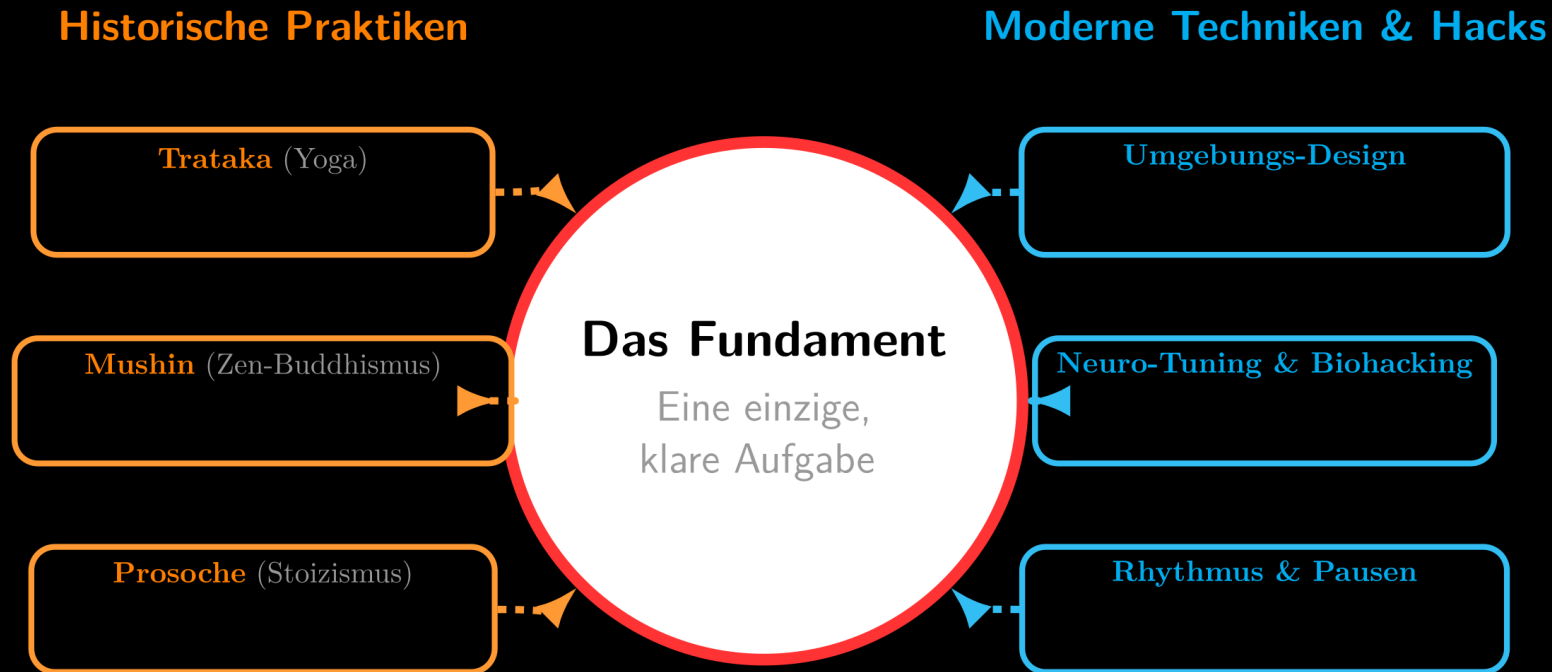 Historische Praktiken
Moderne Techniken & Hacks
Trataka (Yoga)
Mushin (Zen-Buddhismus)
Prosoche (Stoizismus)
Das Fundament
Eine einzige,
klare Aufgabe
Umgebungs-Design
Neuro-Tuning & Biohacking
Rhythmus & Pausen